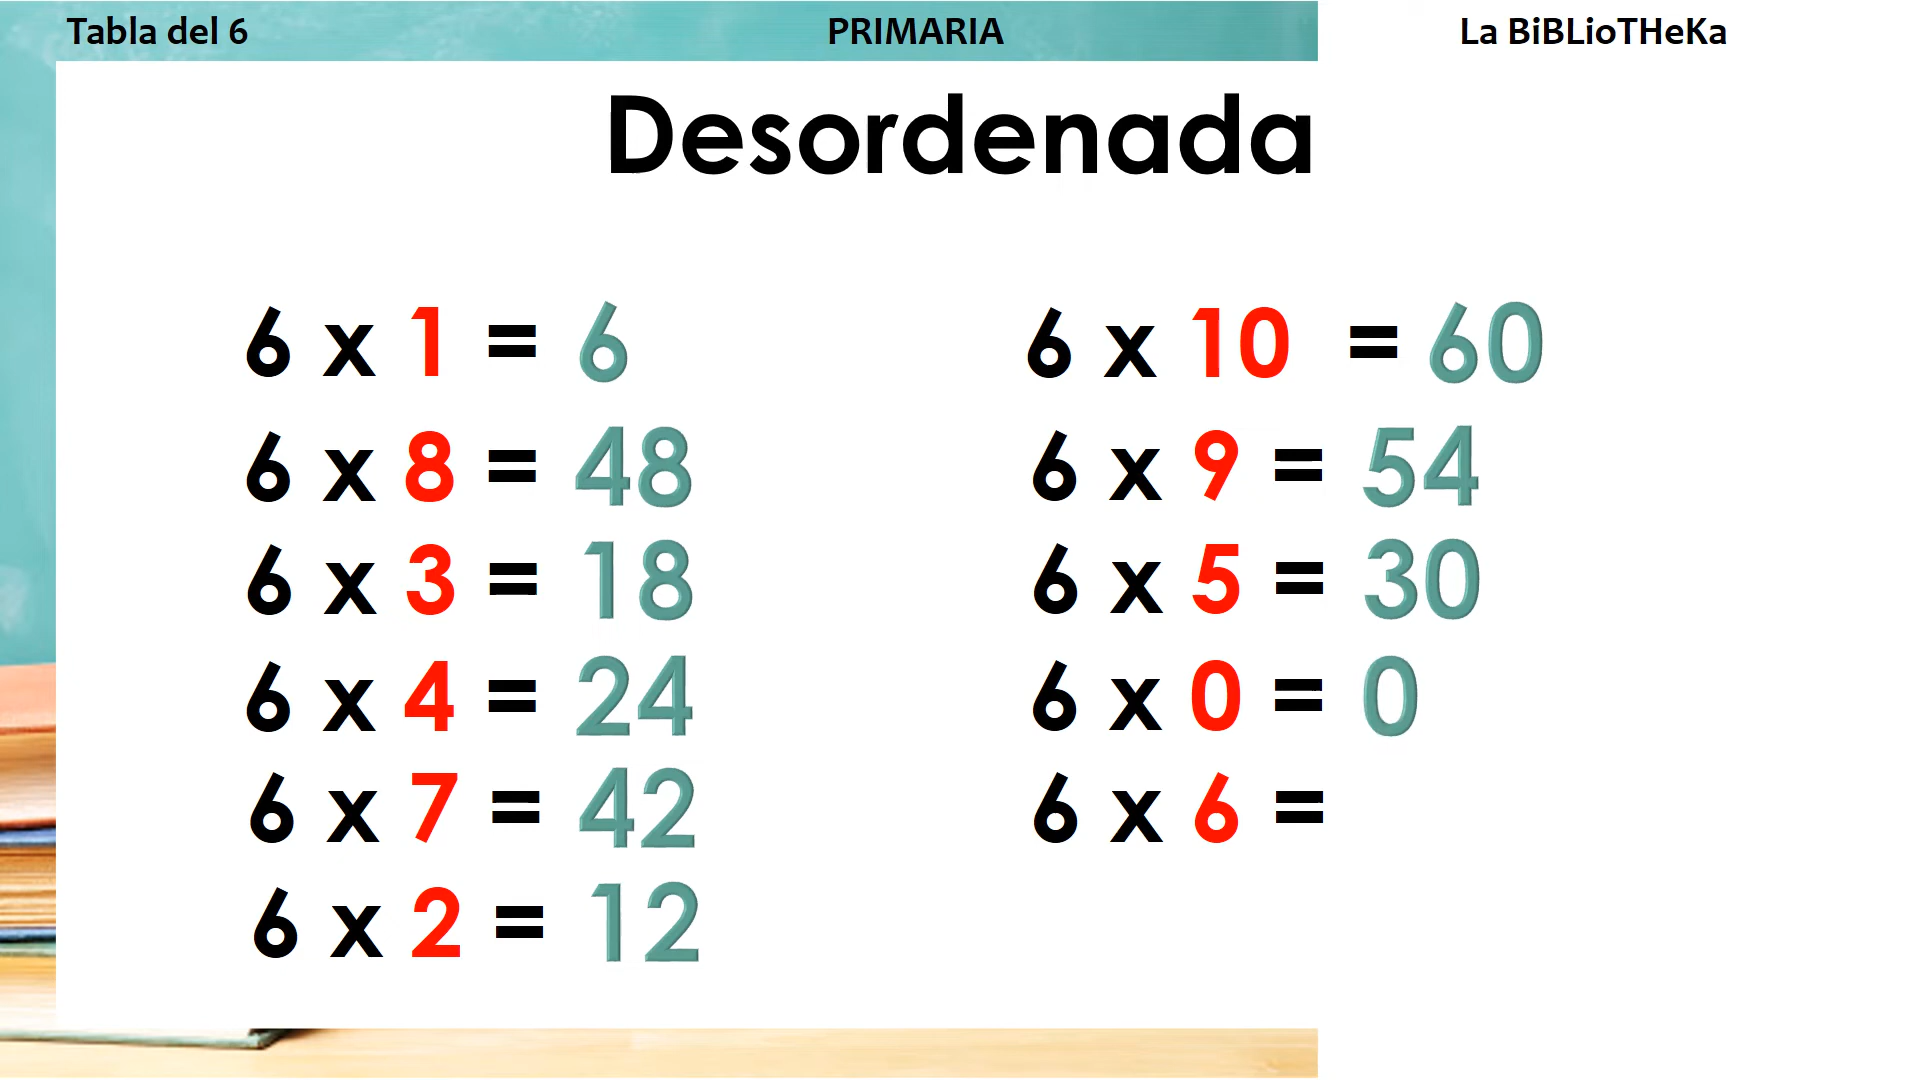 Tabla del 6
PRIMARIA
La BiBLioTHeKa
Desordenada
6 x 1 = 6
6 x 8 = 48
6 x 3 = 18
6 x 4 = 24
6 x 7 = 42
6 x 2 = 12
6 x 10 = 60
6 x 9 = 54
6 x 5 = 30
6 x 0 = 0
6 x 6 =